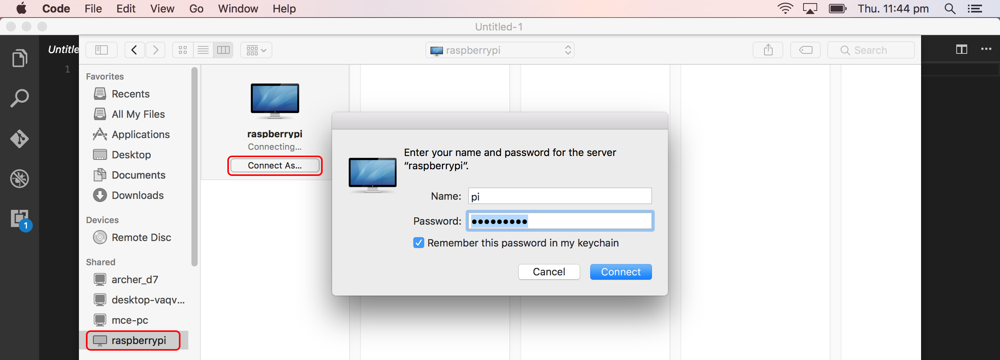 Code File Edit View Go Window Help Thu. 11:44 pm
Untitled-1
Untitle
raspberrypi
Search
1
Favorites
Recents
All My Files
Applications
Desktop
Documents
Downloads
Devices
Remote Disc
Shared
archer_d7
desktop-vaqv...
mce-pc
raspberrypi
1
raspberrypi
Connecting...
Connect As...
Enter your name and password for the server
“raspberrypi”.
Name: pi
Password: •••••••••
Remember this password in my keychain
Cancel Connect